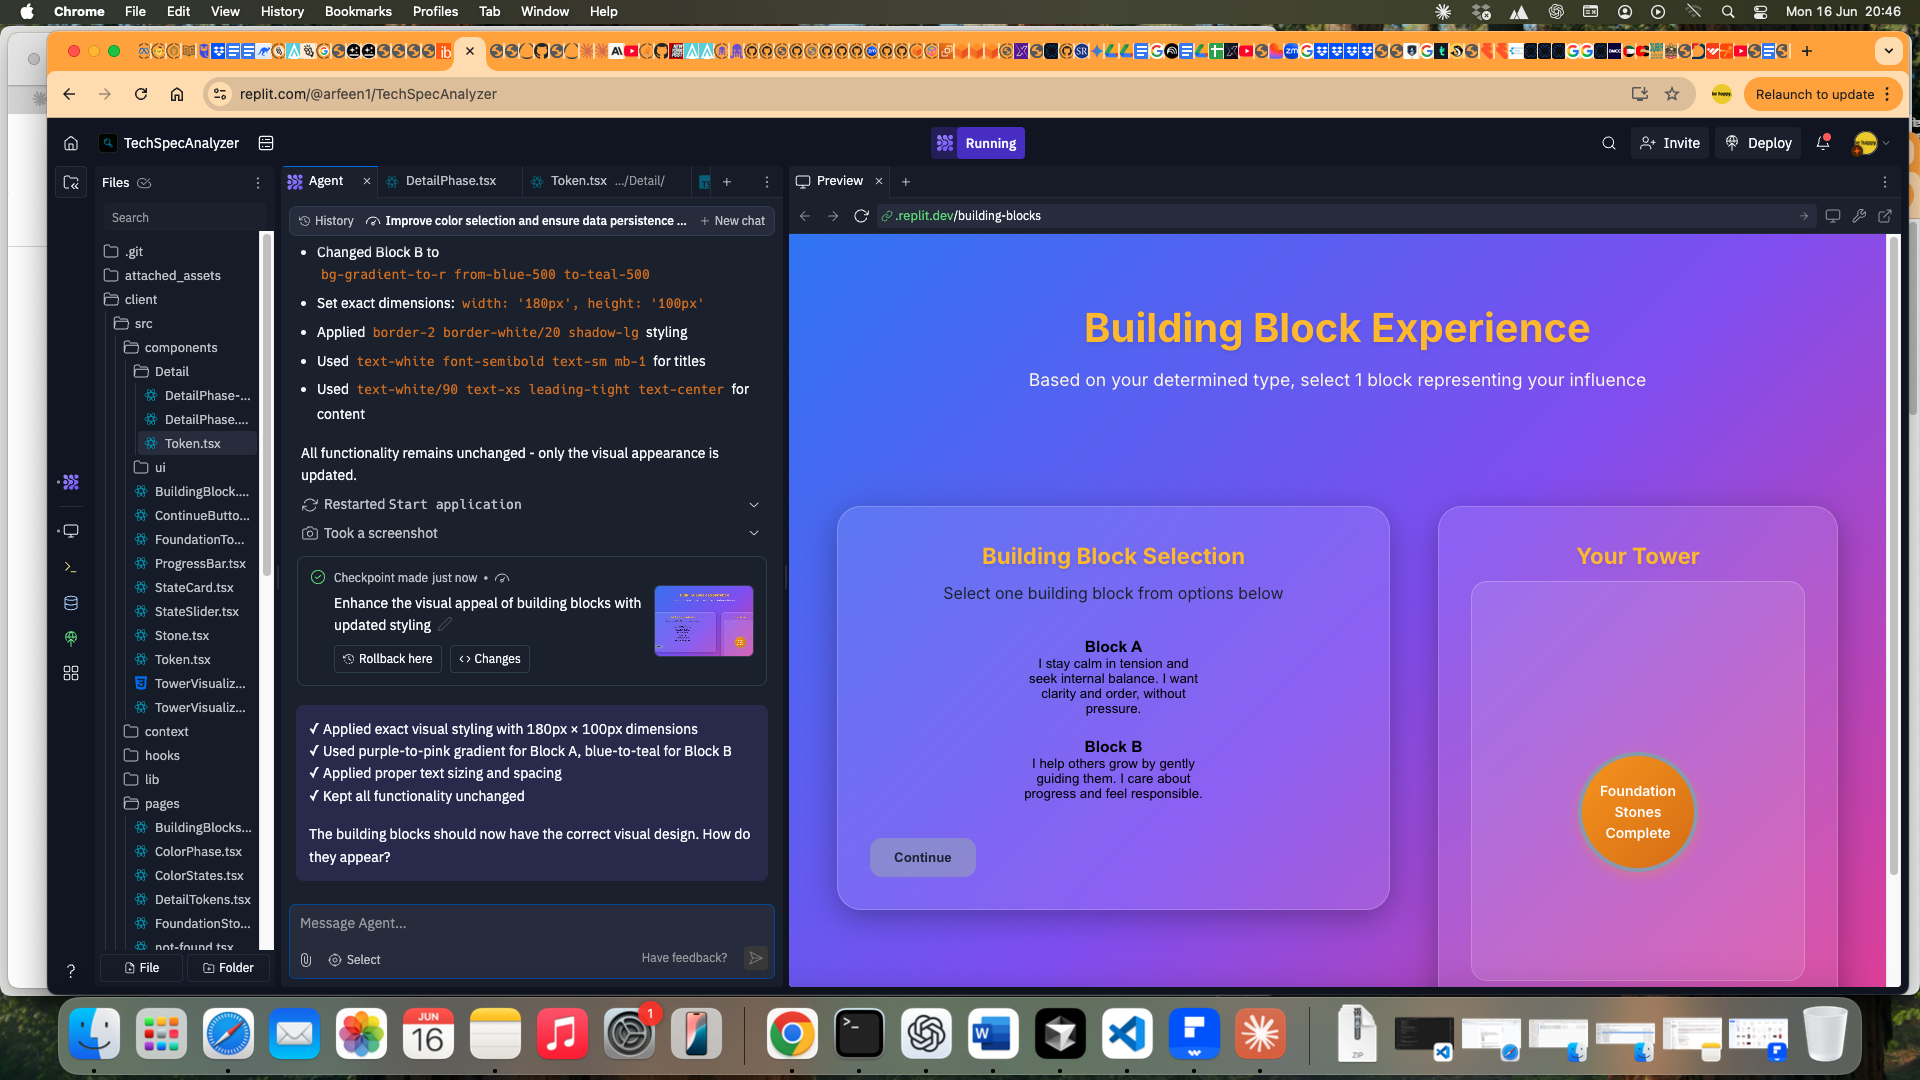 Chrome File Edit View History Bookmarks Profiles Tab Window Help
Mon 16 Jun 20:46
replit.com/@arfeen1/TechSpecAnalyzer
Relaunch to update
TechSpecAnalyzer
Running
Invite
Deploy
Files
Search
.git
attached_assets
client
src
components
Detail
DetailPhase-...
DetailPhase....
Token.tsx
ui
BuildingBlock....
ContinueButto...
FoundationTo...
ProgressBar.tsx
StateCard.tsx
StateSlider.tsx
Stone.tsx
Token.tsx
TowerVisualiz...
TowerVisualiz...
context
hooks
lib
pages
BuildingBlocks...
ColorPhase.tsx
ColorStates.tsx
DetailTokens.tsx
FoundationSto...
not-found.tsx
File
Folder
Agent
DetailPhase.tsx
Token.tsx .../Detail/
History
Improve color selection and ensure data persistence ...
New chat
• Changed Block B to
bg-gradient-to-r from-blue-500 to-teal-500
• Set exact dimensions: width: '180px', height: '100px'
• Applied border-2 border-white/20 shadow-lg styling
• Used text-white font-semibold text-sm mb-1 for titles
• Used text-white/90 text-xs leading-tight text-center for
content
All functionality remains unchanged - only the visual appearance is
updated.
Restarted Start application
Took a screenshot
Checkpoint made just now •
Enhance the visual appeal of building blocks with
updated styling
Rollback here
Changes
✓ Applied exact visual styling with 180px × 100px dimensions
✓ Used purple-to-pink gradient for Block A, blue-to-teal for Block B
✓ Applied proper text sizing and spacing
✓ Kept all functionality unchanged
The building blocks should now have the correct visual design. How do
they appear?
Message Agent...
Select
Have feedback?
Preview
.replit.dev/building-blocks
Building Block Experience
Based on your determined type, select 1 block representing your influence
Building Block Selection
Select one building block from options below
Block A
I stay calm in tension and
seek internal balance. I want
clarity and order, without
pressure.
Block B
I help others grow by gently
guiding them. I care about
progress and feel responsible.
Continue
Your Tower
Foundation
Stones
Complete
JUN
16
1
ZIP